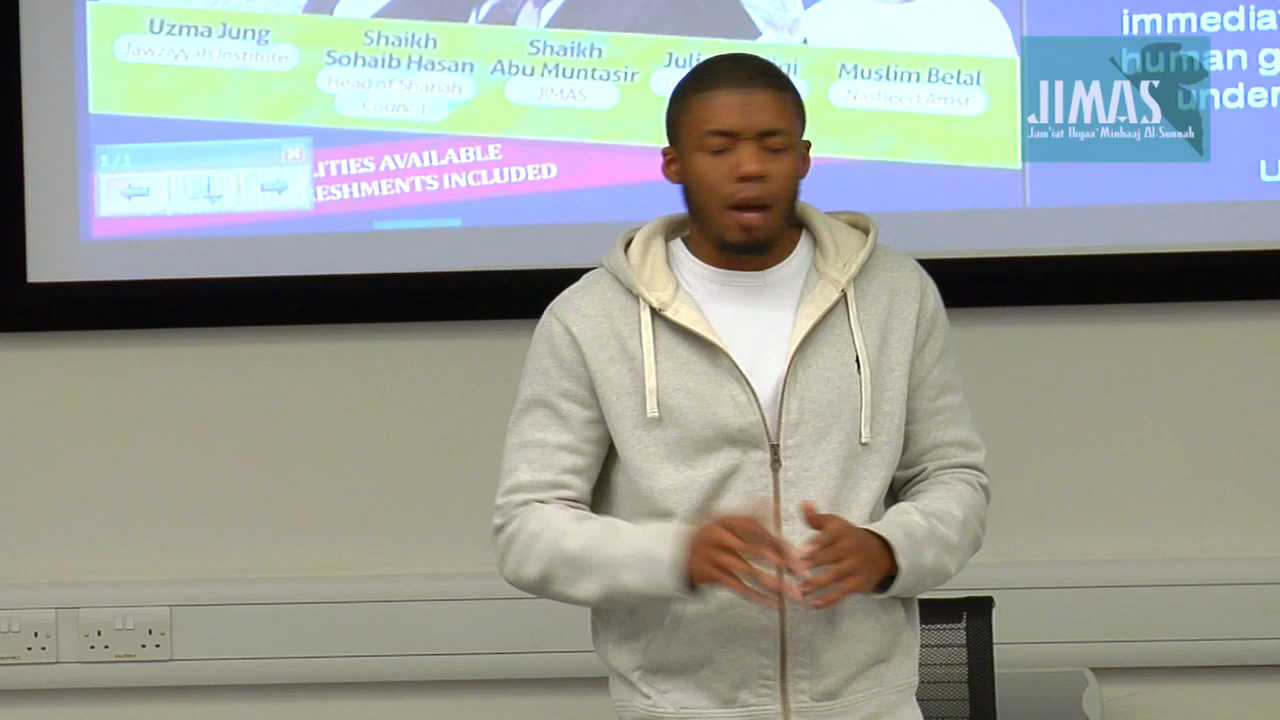 Uzma Jung
Jawziyyah Institute
Shaikh
Sohaib Hasan
Head of Shariah
Council
Shaikh
Abu Muntasir
JIMAS
Muslim Belal
Nasheed Artist
1/1
LITIES AVAILABLE
ESHMENTS INCLUDED
immedia
human g
under
U
JIMAS
Jam'iat Ihyaa' Minhaaj Al-Sunnah